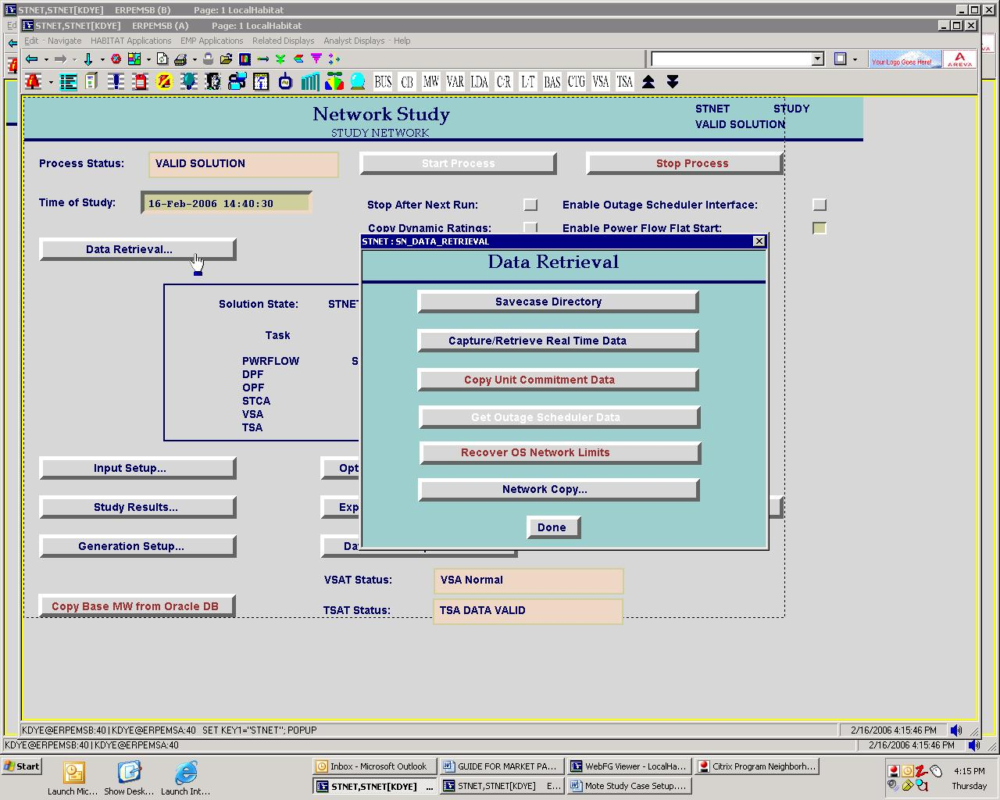 STNET,STNET[KDYE] ERPEMSB (B) Page: 1 LocalHabitat
STNET,STNET[KDYE] ERPEMSB (A) Page: 1 LocalHabitat
Edit - Navigate HABITAT Applications EMP Applications Related Displays Analyst Displays - Help
Your Logo Goes Here!
AREVA
BUS CB MW VAR LDA C/R L/T BAS CTG VSA TSA
Network Study
STUDY NETWORK
STNET STUDY
VALID SOLUTION
Process Status: VALID SOLUTION Start Process Stop Process
Time of Study: 16-Feb-2006 14:40:30
Stop After Next Run: Enable Outage Scheduler Interface:
Copy Dynamic Ratings: Enable Power Flow Flat Start:
Data Retrieval...
Solution State: STNET
Task
PWRFLOW S
DPF
OPF
STCA
VSA
TSA
STNET : SN_DATA_RETRIEVAL
Data Retrieval
Savecase Directory
Capture/Retrieve Real Time Data
Copy Unit Commitment Data
Get Outage Scheduler Data
Recover OS Network Limits
Network Copy...
Done
Input Setup... Opt
Study Results... Exp
Generation Setup... Da
VSAT Status: VSA Normal
Copy Base MW from Oracle DB
TSAT Status: TSA DATA VALID
KDYE@ERPEMSB:40|KDYE@ERPEMSA:40 SET KEY1="STNET"; POPUP 2/16/2006 4:15:46 PM
KDYE@ERPEMSB:40|KDYE@ERPEMSA:40 2/16/2006 4:15:46 PM
Start
Launch Mic...
Show Desk...
Launch Int...
Inbox - Microsoft Outlook
GUIDE FOR MARKET PA...
WebFG Viewer - LocalHa...
Citrix Program Neighborh...
STNET,STNET[KDYE] ...
STNET,STNET[KDYE] E...
Mote Study Case Setup....
4:15 PM
Thursday